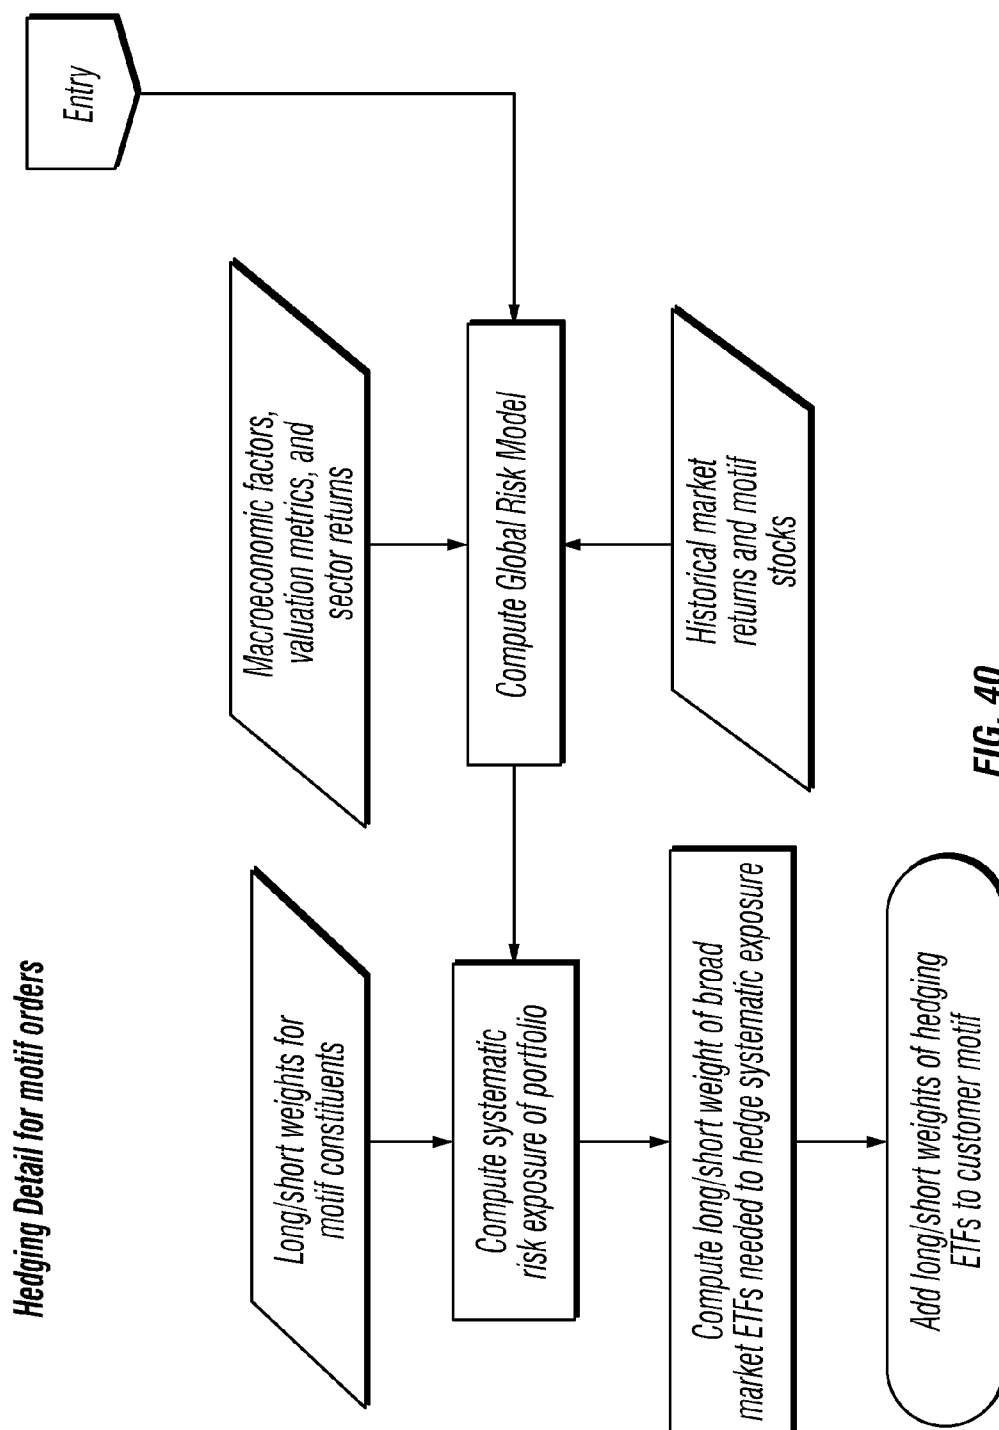 Hedging Detail for motif orders
Entry
Macroeconomic factors,
valuation metrics, and
sector returns
Compute Global Risk Model
Historical market
returns and motif
stocks
Long/short weights for
motif constituents
Compute systematic
risk exposure of portfolio
Compute long/short weight of broad
market ETFs needed to hedge systematic exposure
Add long/short weights of hedging
ETFs to customer motif
FIG. 40